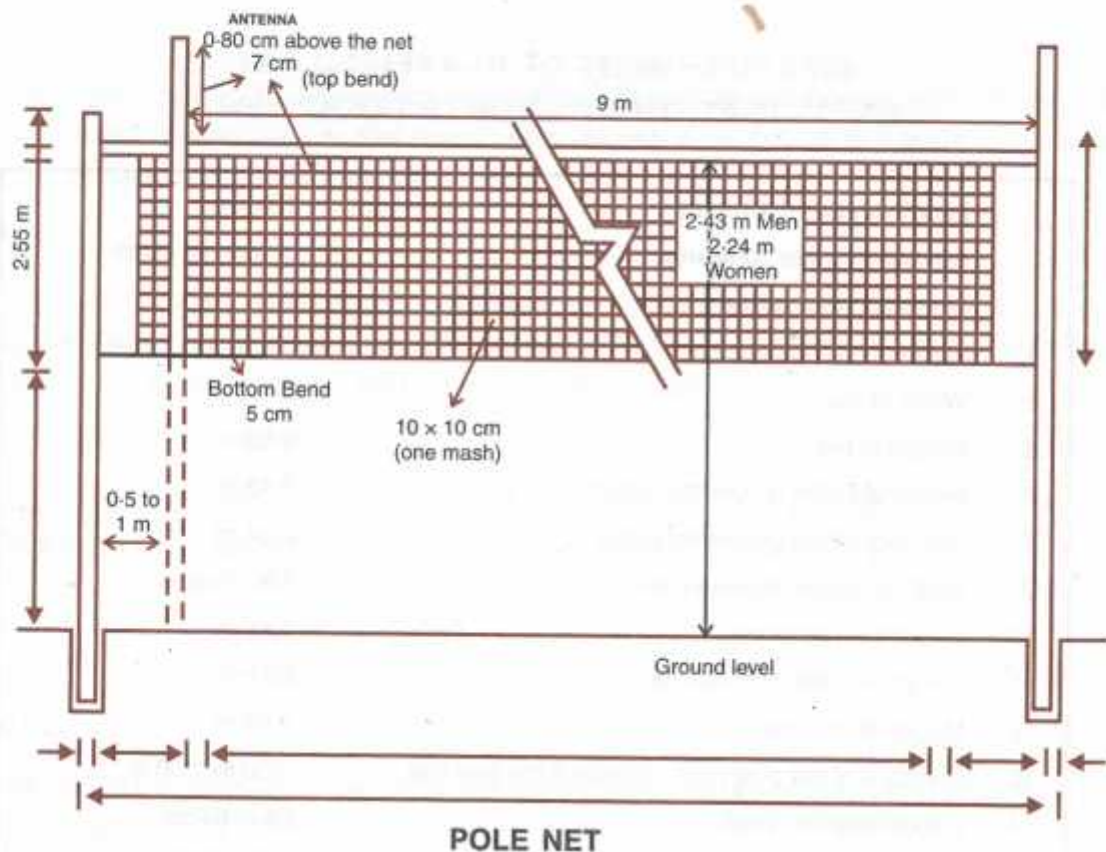 ANTENNA
0·80 cm above the net
7 cm
(top bend)
9 m
2·55 m
2·43 m Men
2·24 m
Women
Bottom Bend
5 cm
10 × 10 cm
(one mash)
0·5 to
1 m
Ground level
POLE NET